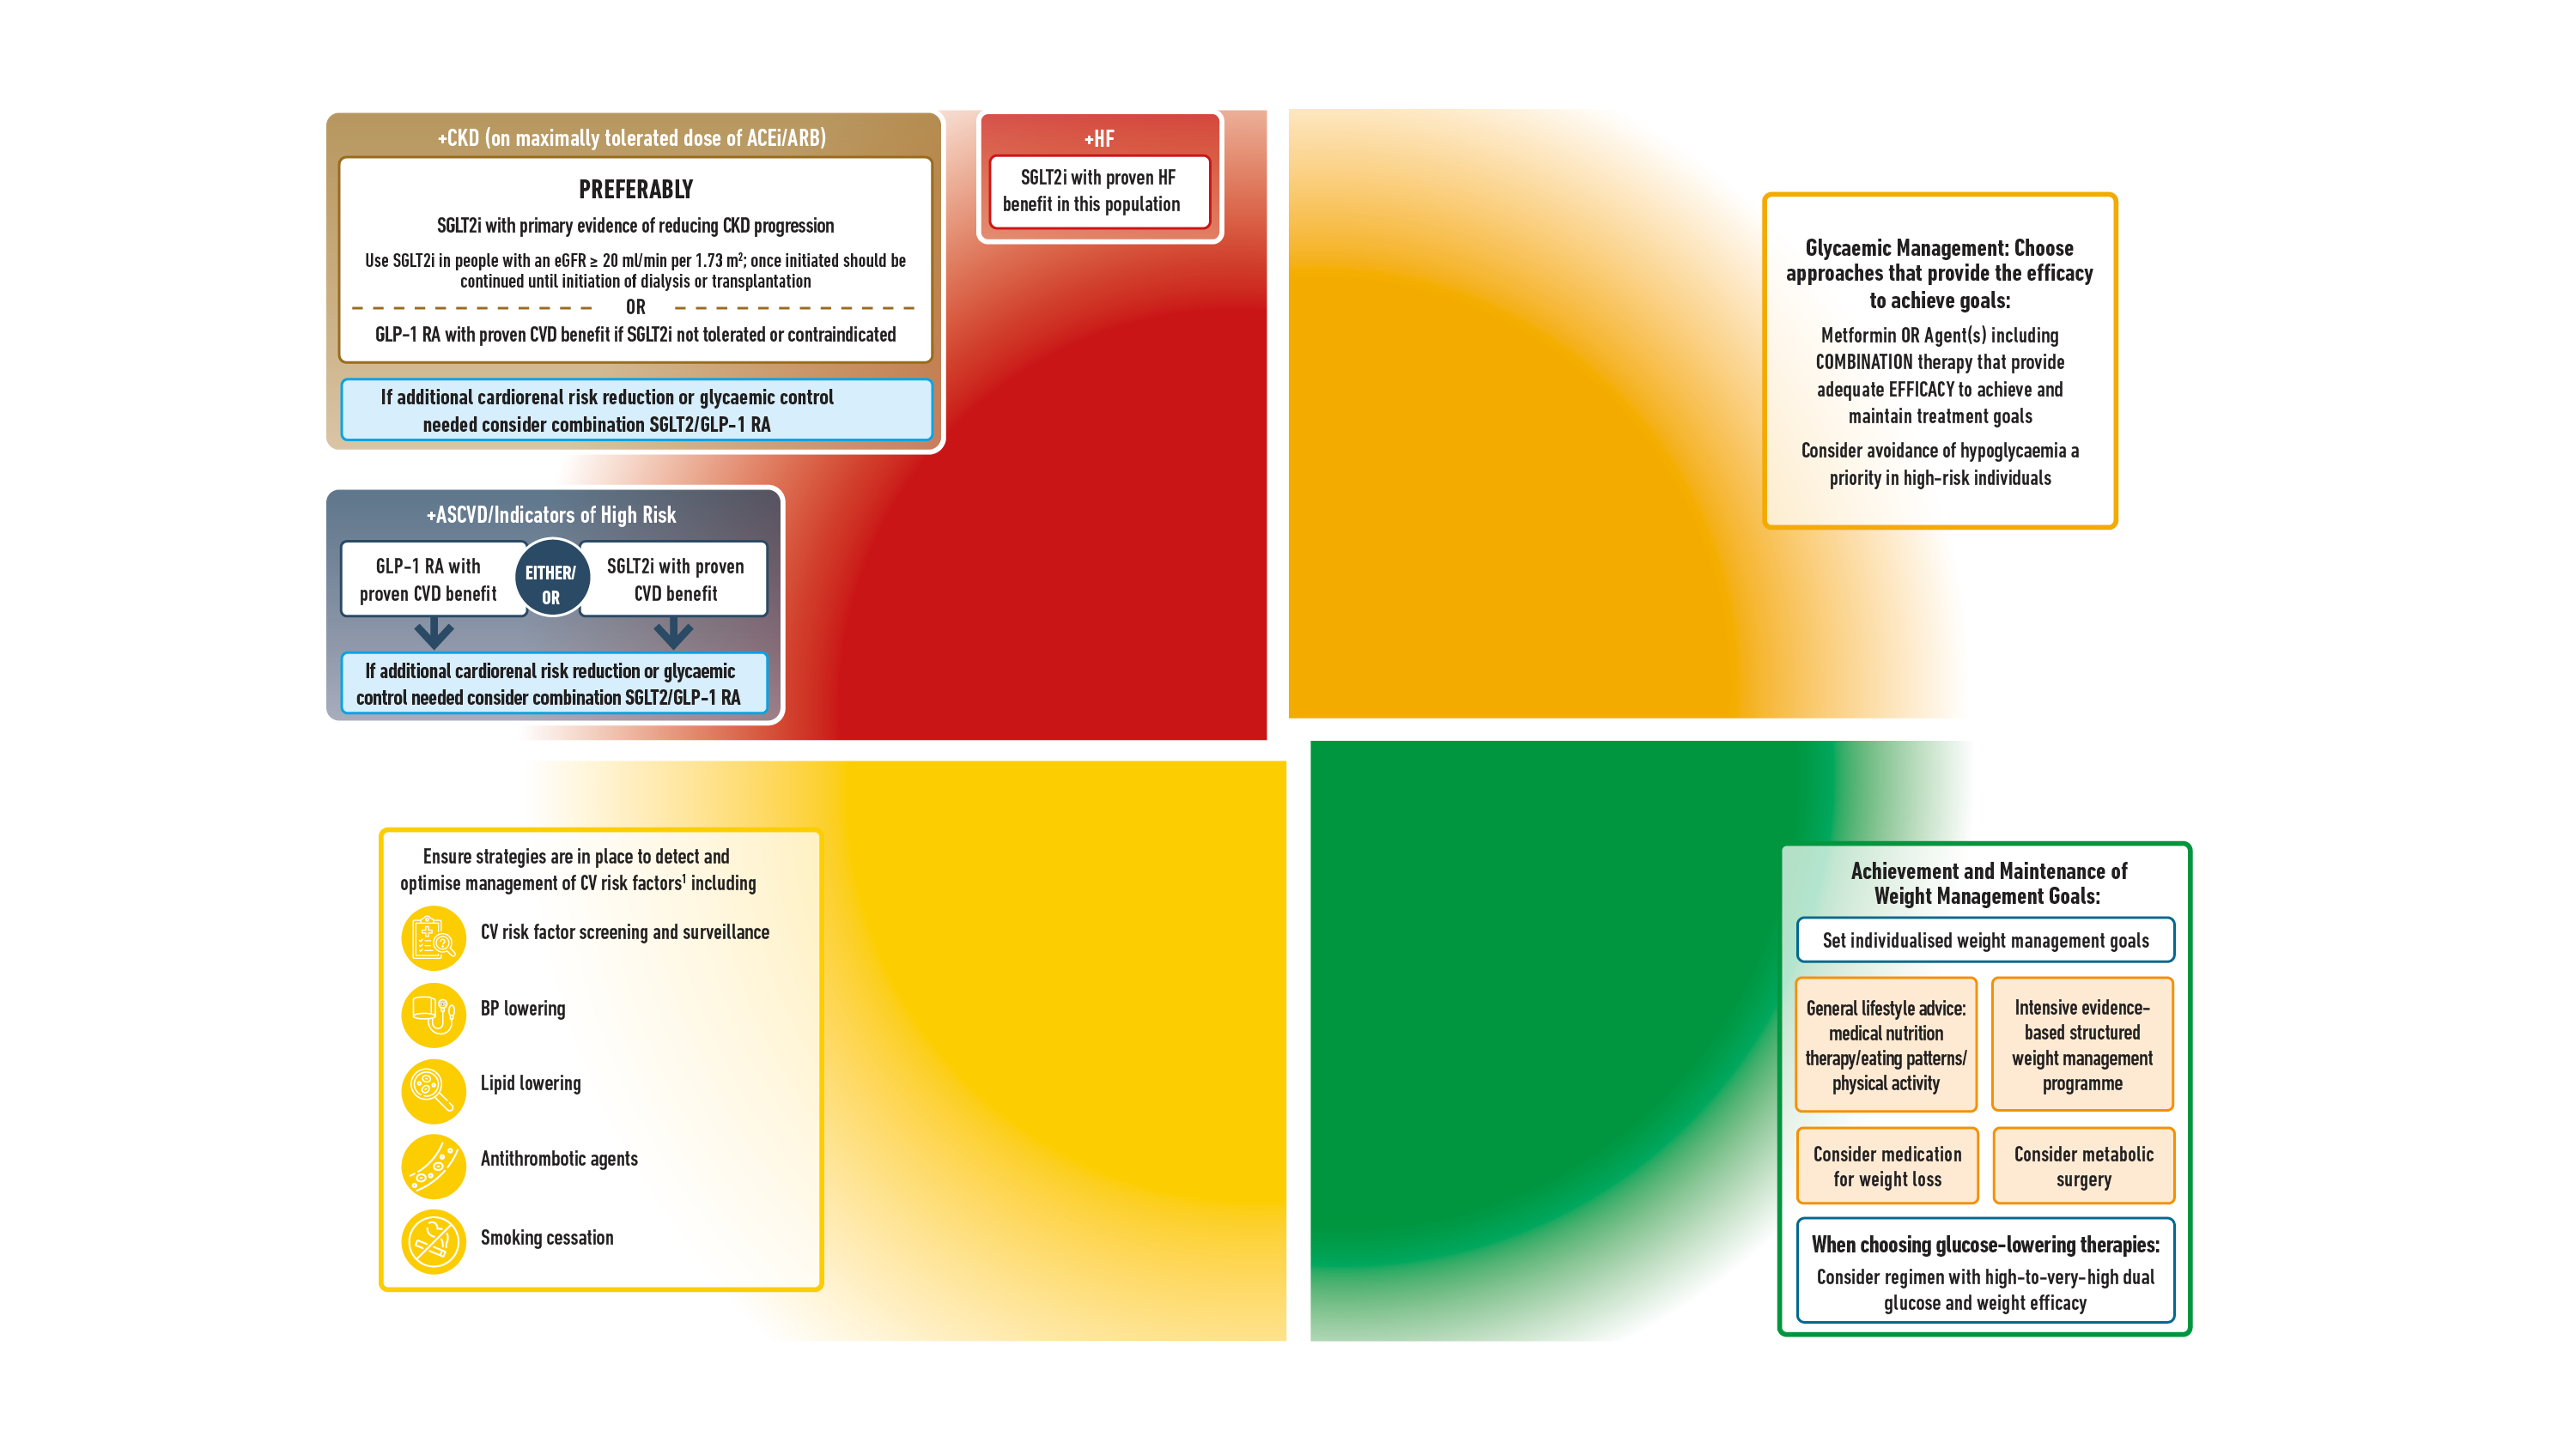 +CKD (on maximally tolerated dose of ACEi/ARB)
PREFERABLY
SGLT2i with primary evidence of reducing CKD progression
Use SGLT2i in people with an eGFR ≥ 20 ml/min per 1.73 m²; once initiated should be
continued until initiation of dialysis or transplantation
OR
GLP-1 RA with proven CVD benefit if SGLT2i not tolerated or contraindicated
If additional cardiorenal risk reduction or glycaemic control
needed consider combination SGLT2/GLP-1 RA
+HF
SGLT2i with proven HF
benefit in this population
+ASCVD/Indicators of High Risk
GLP-1 RA with
proven CVD benefit
EITHER/
OR
SGLT2i with proven
CVD benefit
If additional cardiorenal risk reduction or glycaemic
control needed consider combination SGLT2/GLP-1 RA
Glycaemic Management: Choose
approaches that provide the efficacy
to achieve goals:
Metformin OR Agent(s) including
COMBINATION therapy that provide
adequate EFFICACY to achieve and
maintain treatment goals
Consider avoidance of hypoglycaemia a
priority in high-risk individuals
Ensure strategies are in place to detect and
optimise management of CV risk factors¹ including
CV risk factor screening and surveillance
BP lowering
Lipid lowering
Antithrombotic agents
Smoking cessation
Achievement and Maintenance of
Weight Management Goals:
Set individualised weight management goals
General lifestyle advice:
medical nutrition
therapy/eating patterns/
physical activity
Intensive evidence-
based structured
weight management
programme
Consider medication
for weight loss
Consider metabolic
surgery
When choosing glucose-lowering therapies:
Consider regimen with high-to-very-high dual
glucose and weight efficacy